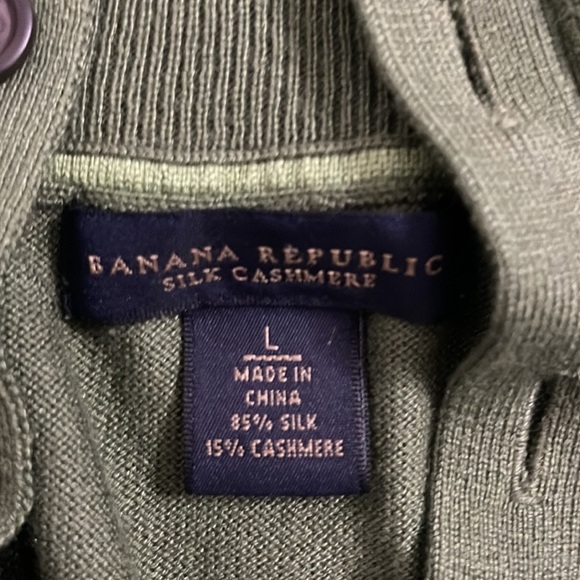 BANANA REPUBLIC
SILK CASHMERE
L
MADE IN
CHINA
85% SILK
15% CASHMERE